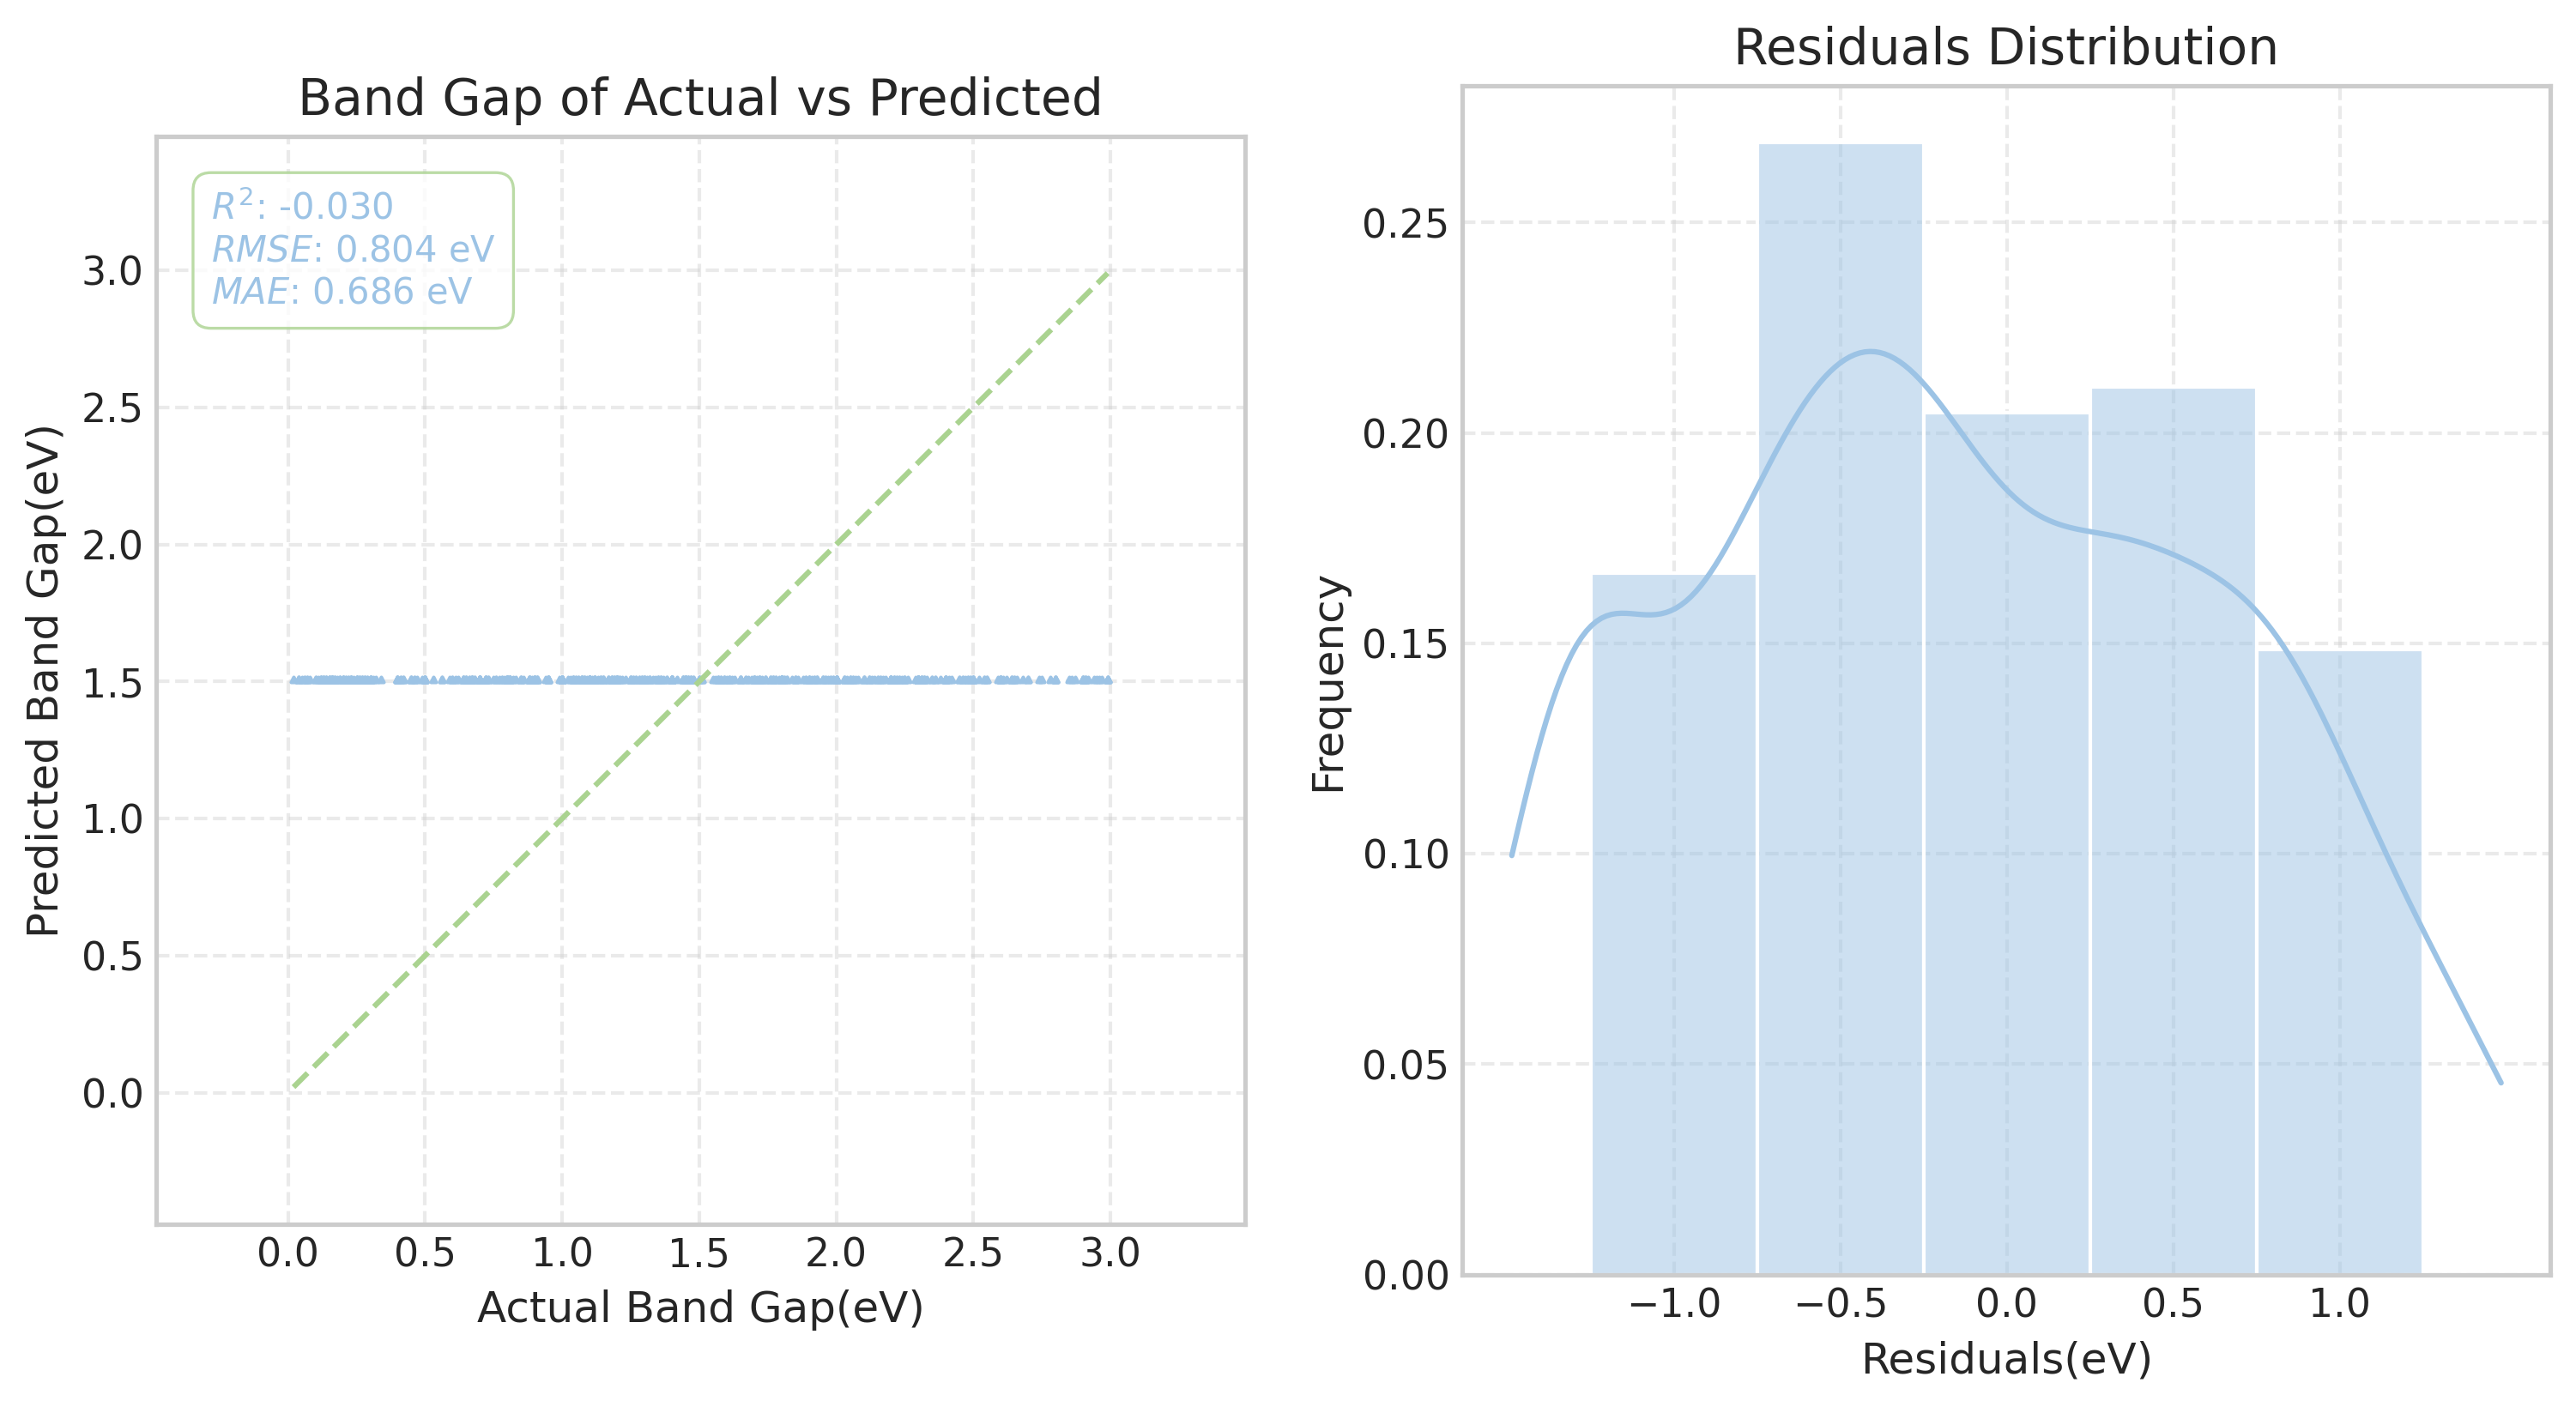 Band Gap of Actual vs Predicted
R²: -0.030
RMSE: 0.804 eV
MAE: 0.686 eV
3.0
2.5
2.0
1.5
1.0
0.5
0.0
Predicted Band Gap(eV)
0.0 0.5 1.0 1.5 2.0 2.5 3.0
Actual Band Gap(eV)
Residuals Distribution
0.25
0.20
0.15
0.10
0.05
0.00
Frequency
−1.0 −0.5 0.0 0.5 1.0
Residuals(eV)